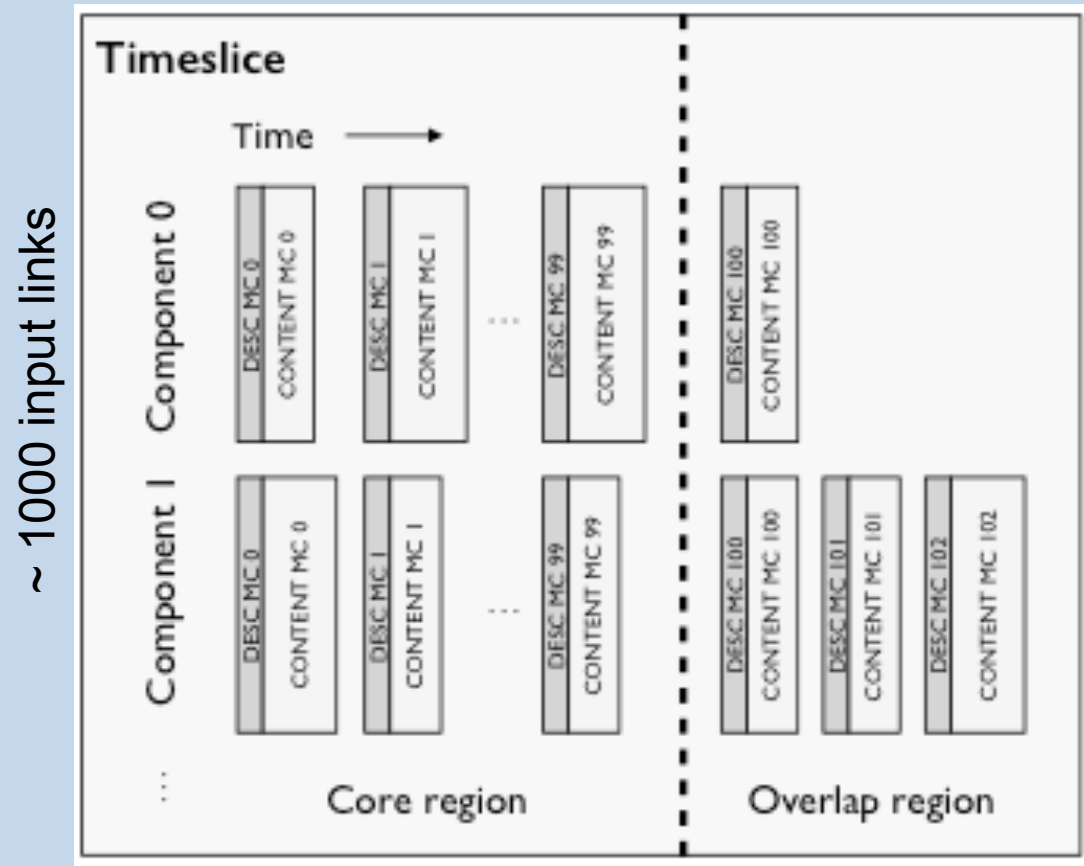 ~ 1000 input links
Timeslice
Time
Component 0
DESC MC 0
CONTENT MC 0
DESC MC 1
CONTENT MC 1
...
DESC MC 99
CONTENT MC 99
DESC MC 100
CONTENT MC 100
Component 1
DESC MC 0
CONTENT MC 0
DESC MC 1
CONTENT MC 1
...
DESC MC 99
CONTENT MC 99
DESC MC 100
CONTENT MC 100
DESC MC 101
CONTENT MC 101
DESC MC 102
CONTENT MC 102
...
Core region
Overlap region